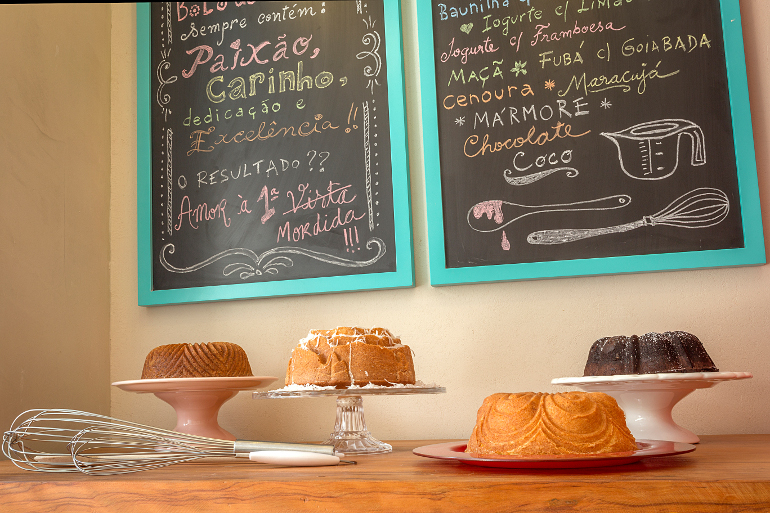 Sempre contém:
Paixão,
Carinho,
dedicação e
Excelência!!
O RESULTADO??
Amor à 1ª Vista
MORDIDA
!!!
Baunilha
Iogurte c/ Limão
Iogurte c/ Framboesa
MAÇÃ * FUBÁ c/ GOIABADA
CENOURA * Maracujá
* MÁRMORE *
Chocolate
COCO